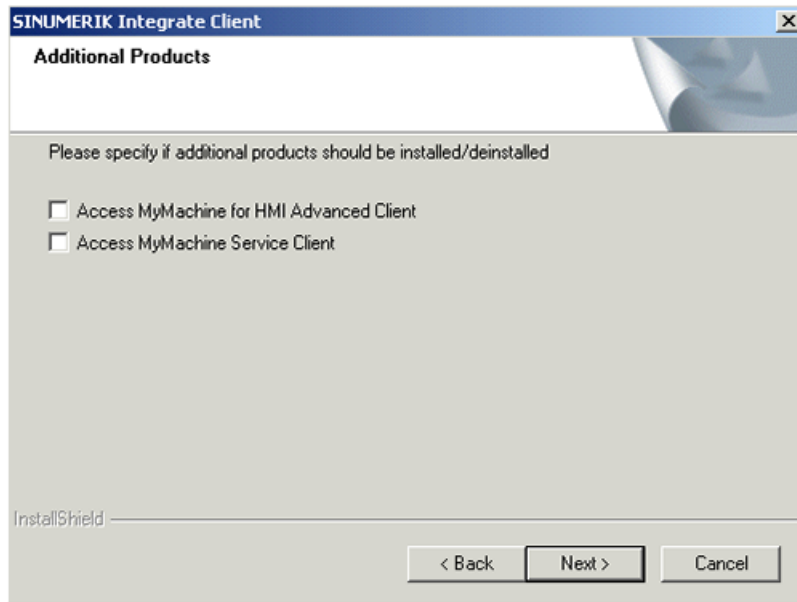 SINUMERIK Integrate Client
Additional Products
Please specify if additional products should be installed/deinstalled
Access MyMachine for HMI Advanced Client
Access MyMachine Service Client
InstallShield
< Back Next > Cancel